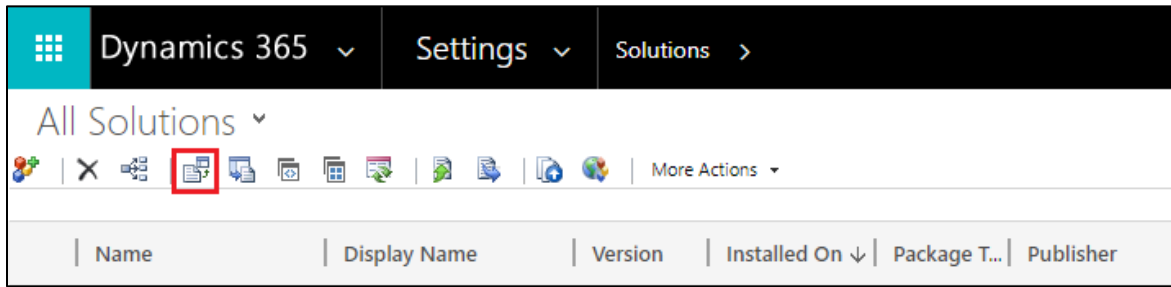 Dynamics 365 Settings Solutions
All Solutions
More Actions
Name Display Name Version Installed On Package T... Publisher